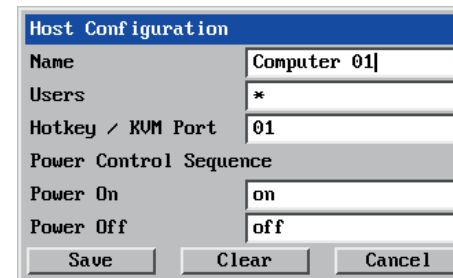 Host Configuration
Name Computer 01
Users *
Hotkey / KVM Port 01
Power Control Sequence
Power On on
Power Off off
Save Clear Cancel